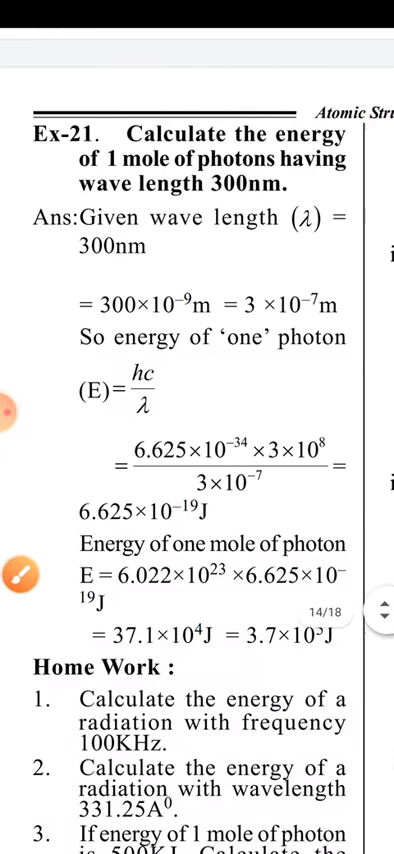 Atomic Stru
Ex-21. Calculate the energy
of 1 mole of photons having
wave length 300nm.
Ans:Given wave length (λ) =
300nm
= 300×10⁻⁹m = 3 ×10⁻⁷m
So energy of ‘one’ photon
(E)= hc/λ
= 6.625×10⁻³⁴ ×3×10⁸ / 3×10⁻⁷ =
6.625×10⁻¹⁹J
Energy of one mole of photon
E = 6.022×10²³ ×6.625×10⁻
¹⁹J
14/18
= 37.1×10⁴J = 3.7×10⁵J
Home Work :
1. Calculate the energy of a
radiation with frequency
100KHz.
2. Calculate the energy of a
radiation with wavelength
331.25A⁰.
3. If energy of 1 mole of photon
is 500KJ. Calculate the